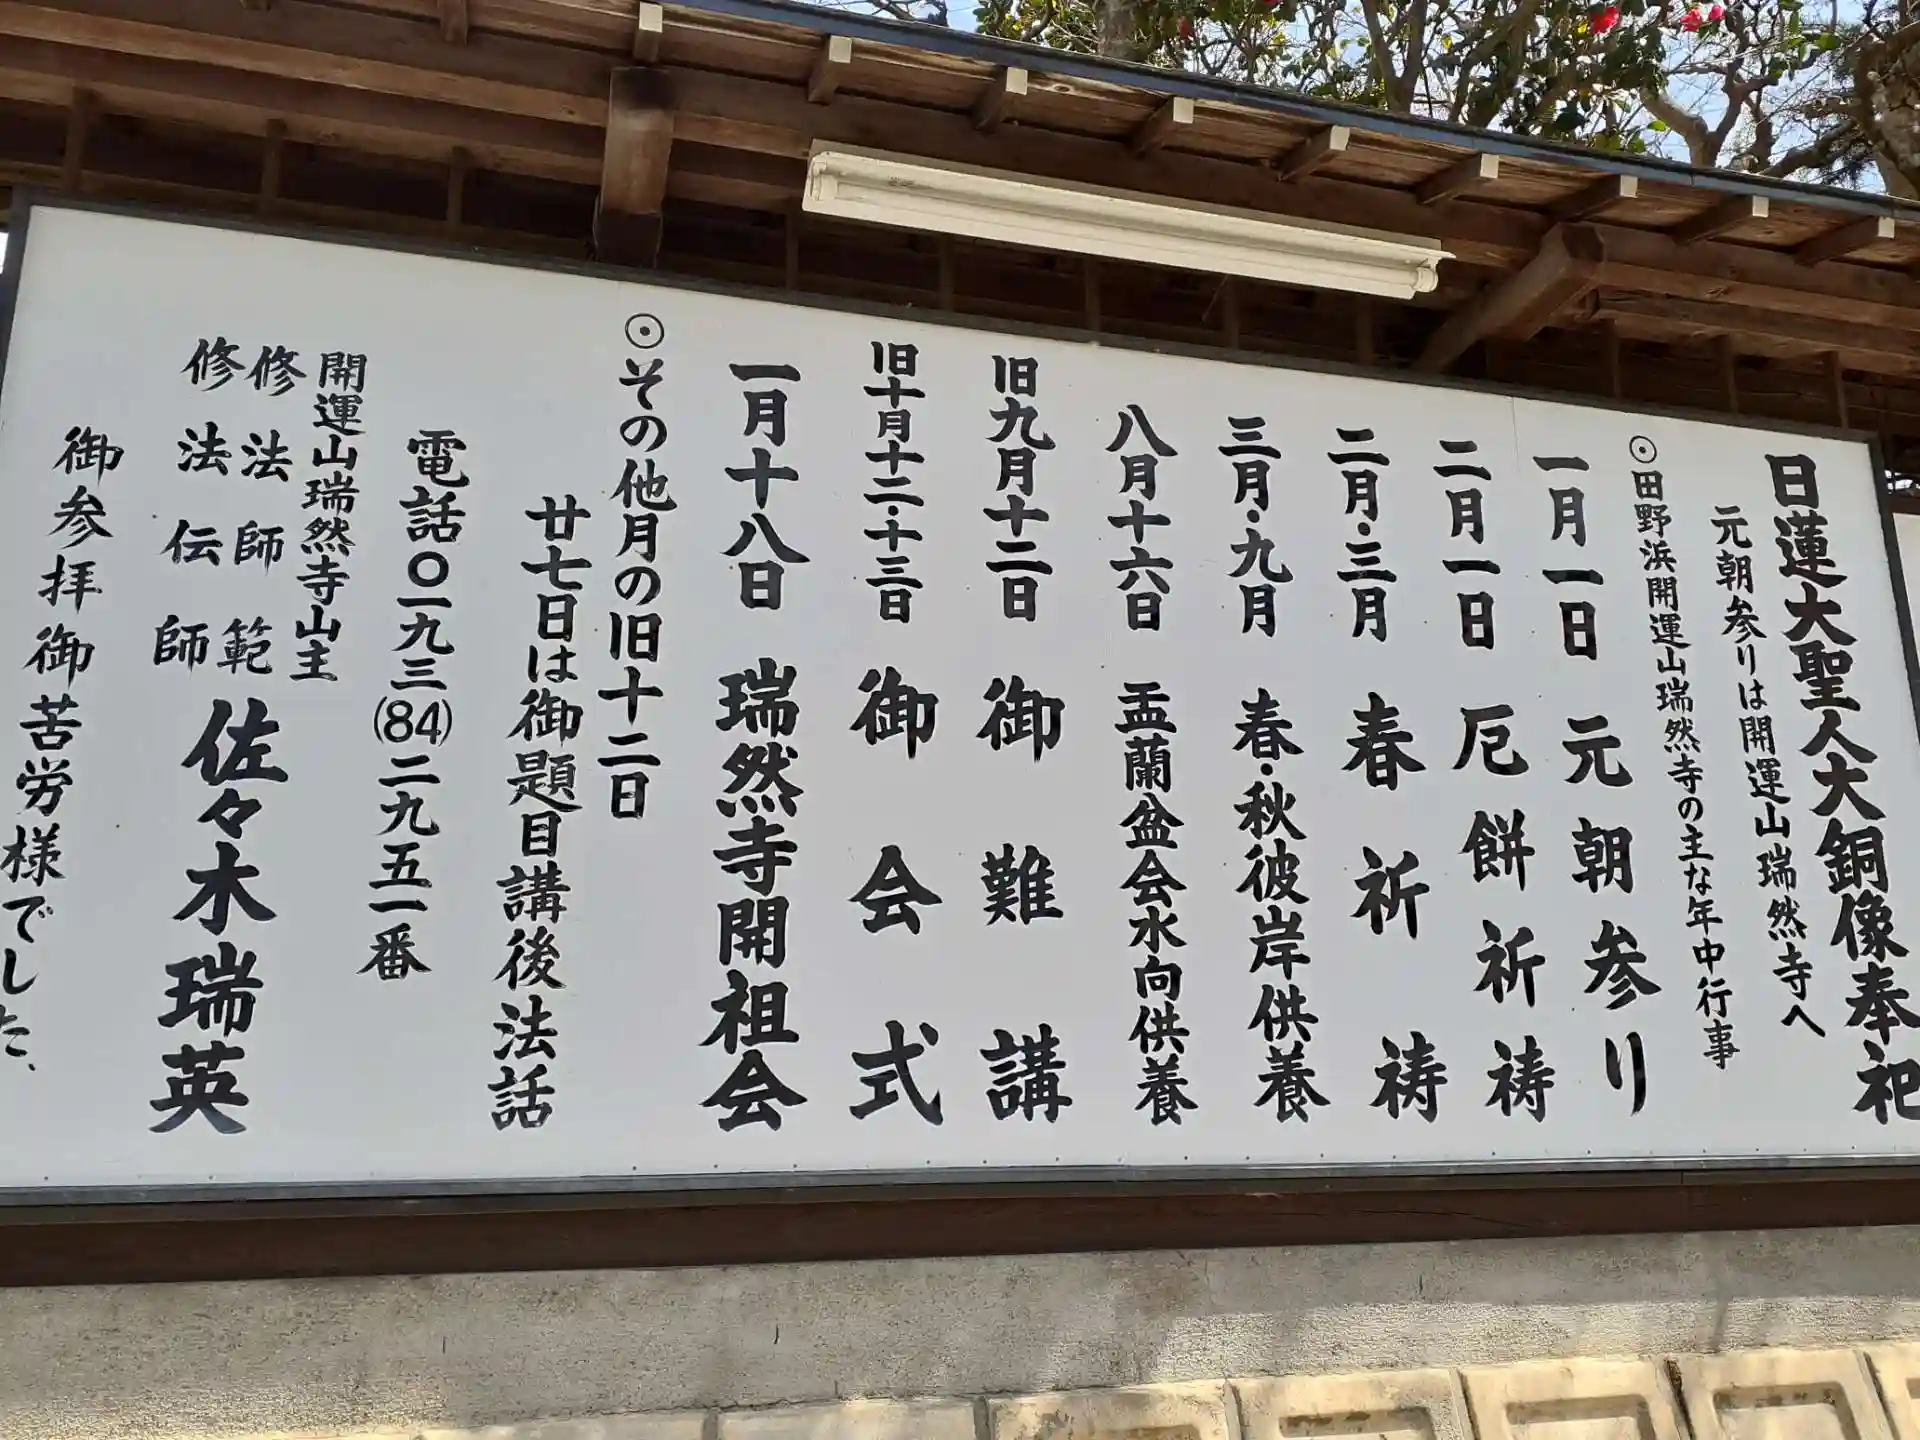 日蓮大聖人大銅像奉祀
元朝参りは開運山瑞然寺へ
⊙田野浜開運山瑞然寺の主な年中行事
一月一日 元朝参り
二月一日 厄餅祈祷
二月・三月 春祈祷
三月・九月 春・秋彼岸供養
八月十六日 盂蘭盆会水向供養
旧九月十二日 御難講
旧十月十二・十三日 御会式
一月十八日 瑞然寺開祖会
⊙その他月の旧十二日
廿七日は御題目講後法話
電話〇一九三(84)二九五一番
開運山瑞然寺山主
修法師範
修法伝師
佐々木瑞英
御参拝御苦労様でした、